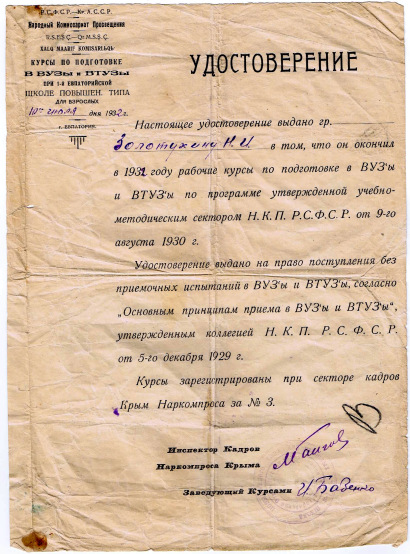 Р.С.Ф.С.Р. — Кр.А.С.С.Р.
Народный Комиссариат Просвещения
R.S.F.S.Ç. — Qr.M.S.Ş.Ç.
XALQ MAARIF KOMISARLЬQЬ
КУРСЫ ПО ПОДГОТОВКЕ
В ВУЗы и ВТУЗы
ПРИ 1-й ЕВПАТОРИЙСКОЙ
ШКОЛЕ ПОВЫШЕН. ТИПА
ДЛЯ ВЗРОСЛЫХ
10го июля дня 1932 г.
г. ЕВПАТОРИЯ.
УДОСТОВЕРЕНИЕ
Настоящее удостоверение выдано гр.
Золотухину Н.И. в том, что он окончил
в 1932 году рабочие курсы по подготовке в ВУЗ'ы
и ВТУЗ'ы по программе утвержденной учебно-
методическим сектором Н.К.П. Р.С.Ф.С.Р. от 9-го
августа 1930 г.
Удостоверение выдано на право поступления без
приемочных испытаний в ВУЗ'ы и ВТУЗ'ы, согласно
„Основным принципам приема в ВУЗ'ы и ВТУЗ'ы",
утвержденным коллегией Н. К. П. Р. С. Ф. С. Р.
от 5-го декабря 1929 г.
Курсы зарегистрированы при секторе кадров
Крым Наркомпроса за № 3.
Инспектор Кадров
Наркомпроса Крыма
Заведующий Курсами И. Бабенко